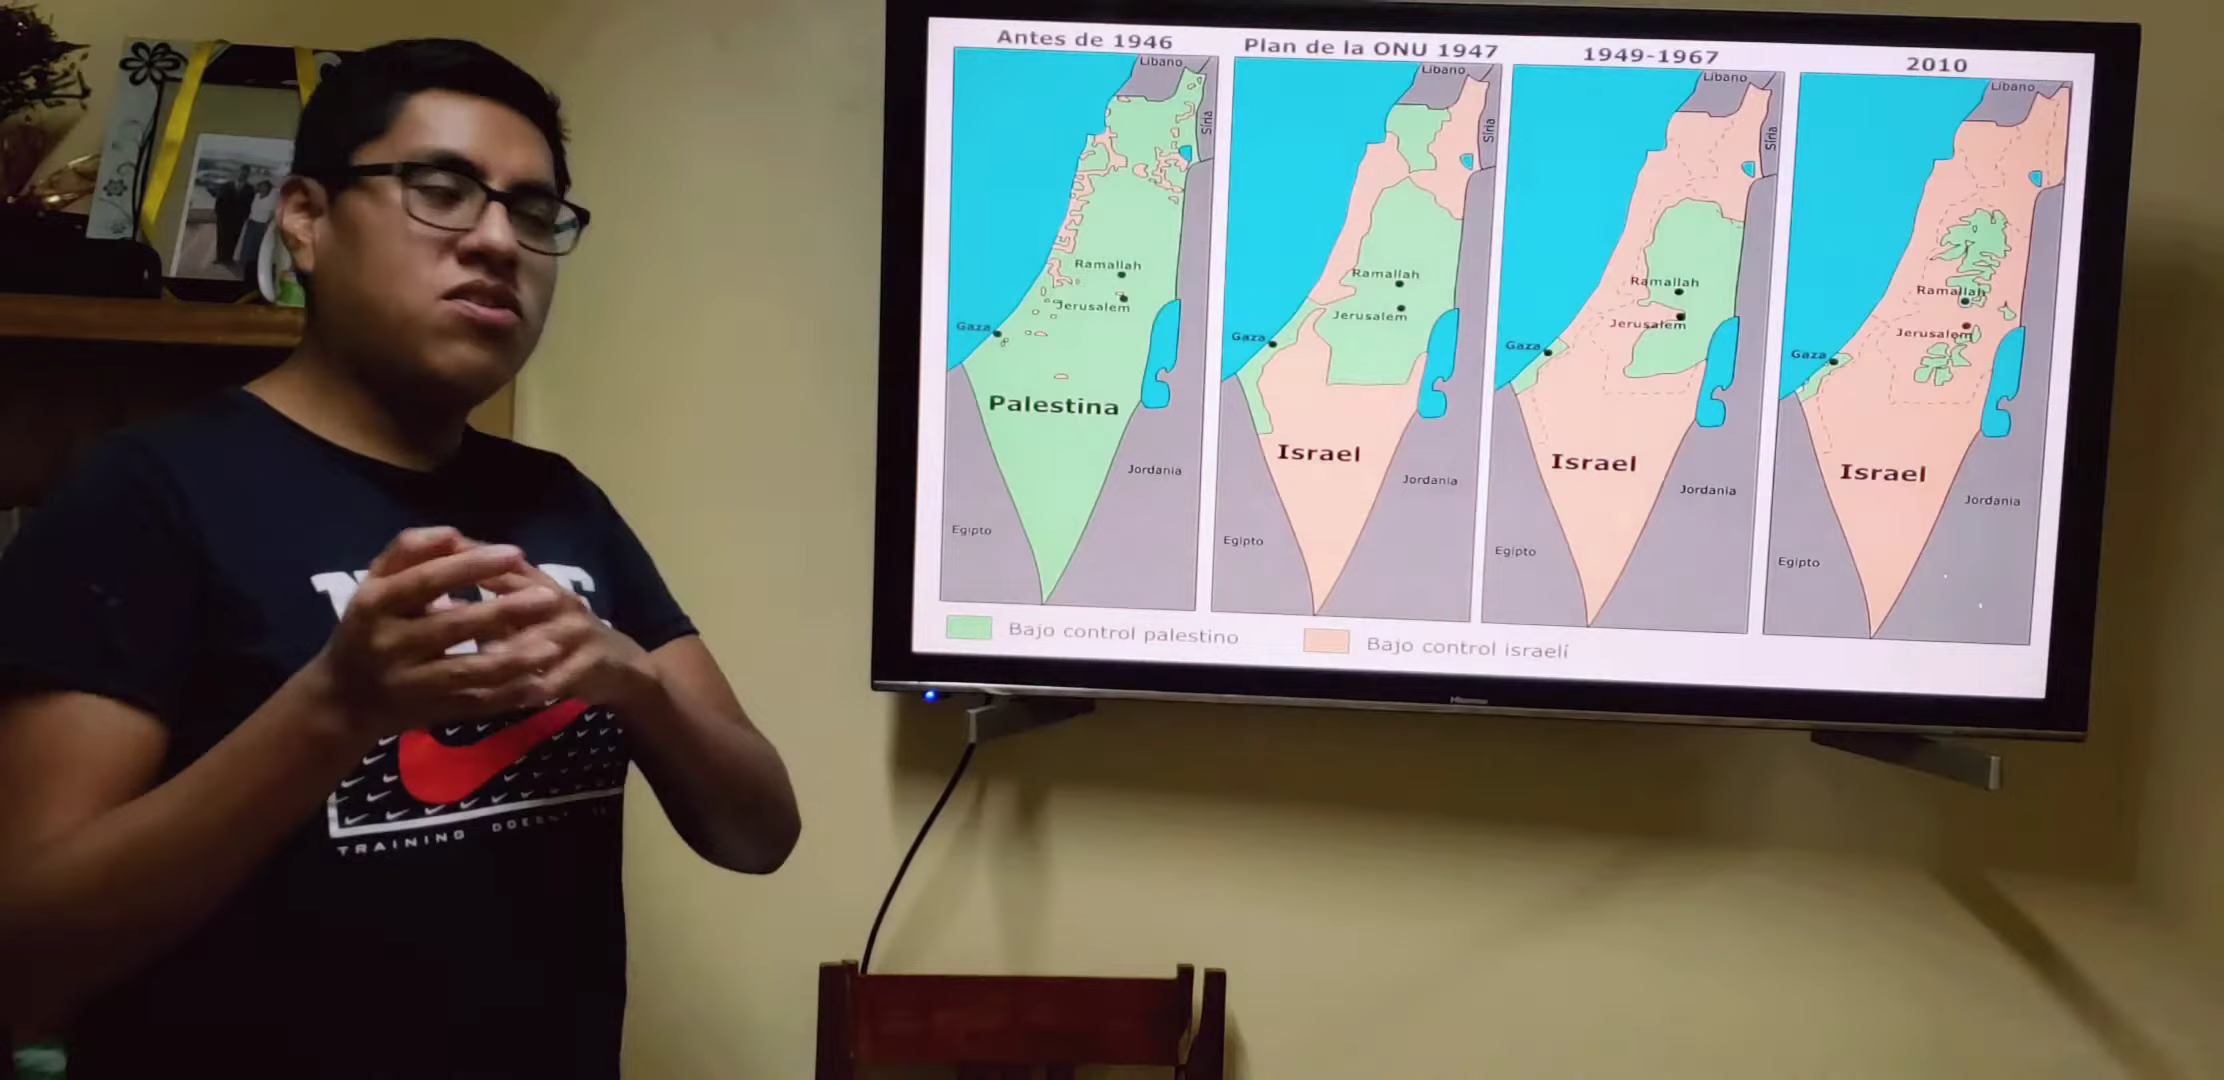 Antes de 1946
Líbano
Siria
Ramallah
Jerusalem
Gaza
Palestina
Jordania
Egipto
Plan de la ONU 1947
Líbano
Siria
Ramallah
Jerusalem
Gaza
Israel
Jordania
Egipto
1949-1967
Líbano
Siria
Ramallah
Jerusalem
Gaza
Israel
Jordania
Egipto
2010
Líbano
Ramallah
Jerusalem
Gaza
Israel
Jordania
Egipto
Bajo control palestino
Bajo control israelí
Hisense
TRAINING